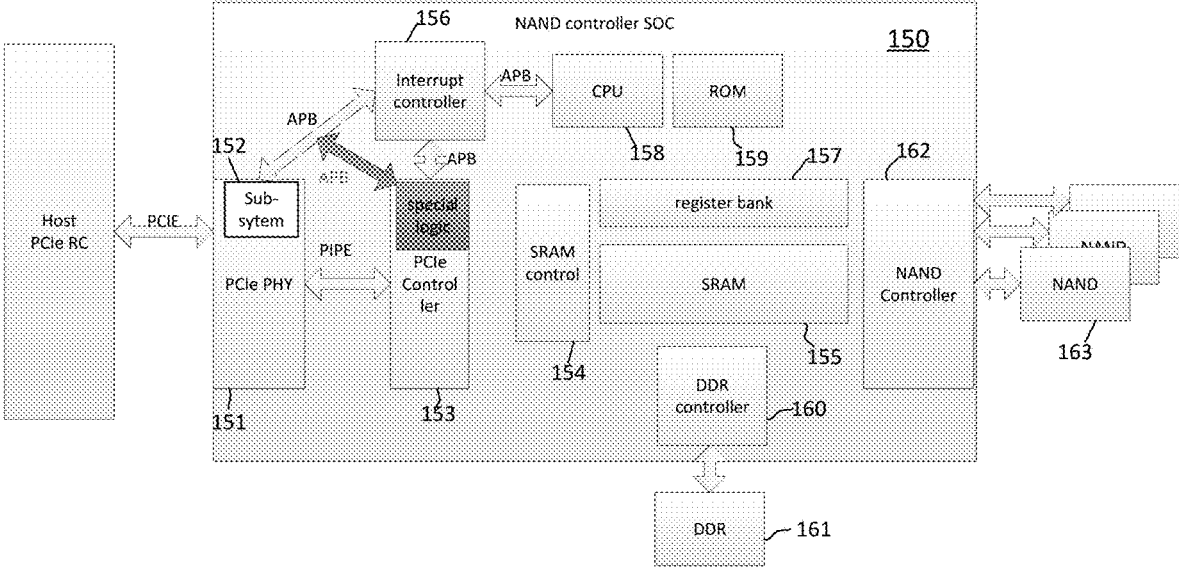 NAND controller SOC
150
156
Interrupt
controller
APB
CPU
158
ROM
159
APB
APB
APB
152
Sub-
sytem
Host
PCIe RC
PCIE
PCIe PHY
151
PIPE
special
logic
PCIe
Control
ler
153
SRAM
control
154
157
register bank
SRAM
155
162
NAND
Controller
NAND
NAND
163
DDR
controller
160
DDR
161